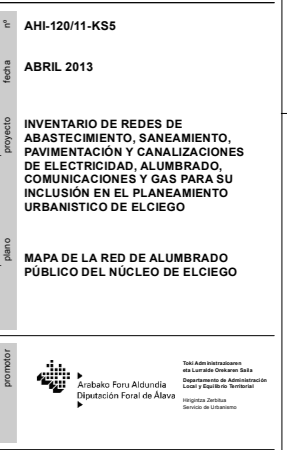 nº
AHI-120/11-KS5
fecha
ABRIL 2013
proyecto
INVENTARIO DE REDES DE
ABASTECIMIENTO, SANEAMIENTO,
PAVIMENTACIÓN Y CANALIZACIONES
DE ELECTRICIDAD, ALUMBRADO,
COMUNICACIONES Y GAS PARA SU
INCLUSIÓN EN EL PLANEAMIENTO
URBANISTICO DE ELCIEGO
plano
MAPA DE LA RED DE ALUMBRADO
PÚBLICO DEL NÚCLEO DE ELCIEGO
promotor
Arabako Foru Aldundia
Diputación Foral de Álava
Toki Administrazioaren
eta Lurralde Orekaren Saila
Departamento de Administración
Local y Equilibrio Territorial
Hirigintza Zerbitua
Servicio de Urbanismo